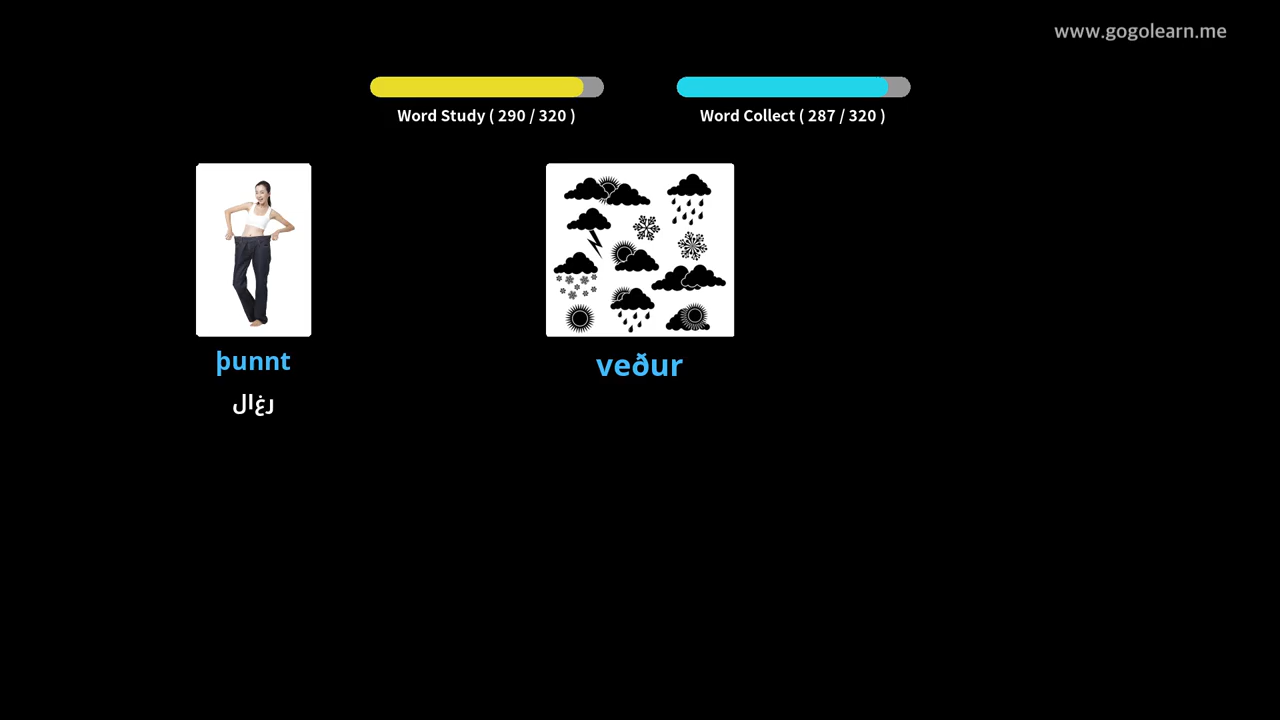 www.gogolearn.me
Word Study ( 290 / 320 )
Word Collect ( 287 / 320 )
þunnt
veður
رغال